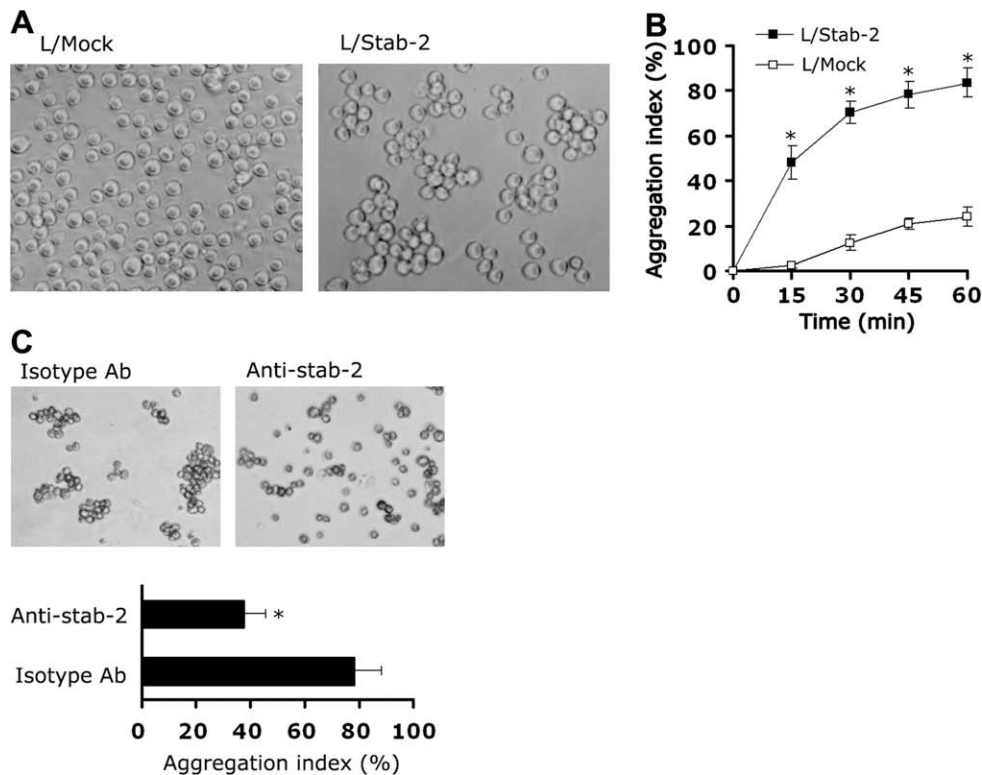 A
L/Mock
L/Stab-2
B
Aggregation index (%)
100
80
60
40
20
0
L/Stab-2
L/Mock
*
*
*
*
0 15 30 45 60
Time (min)
C
Isotype Ab
Anti-stab-2
Anti-stab-2
*
Isotype Ab
0 20 40 60 80 100
Aggregation index (%)